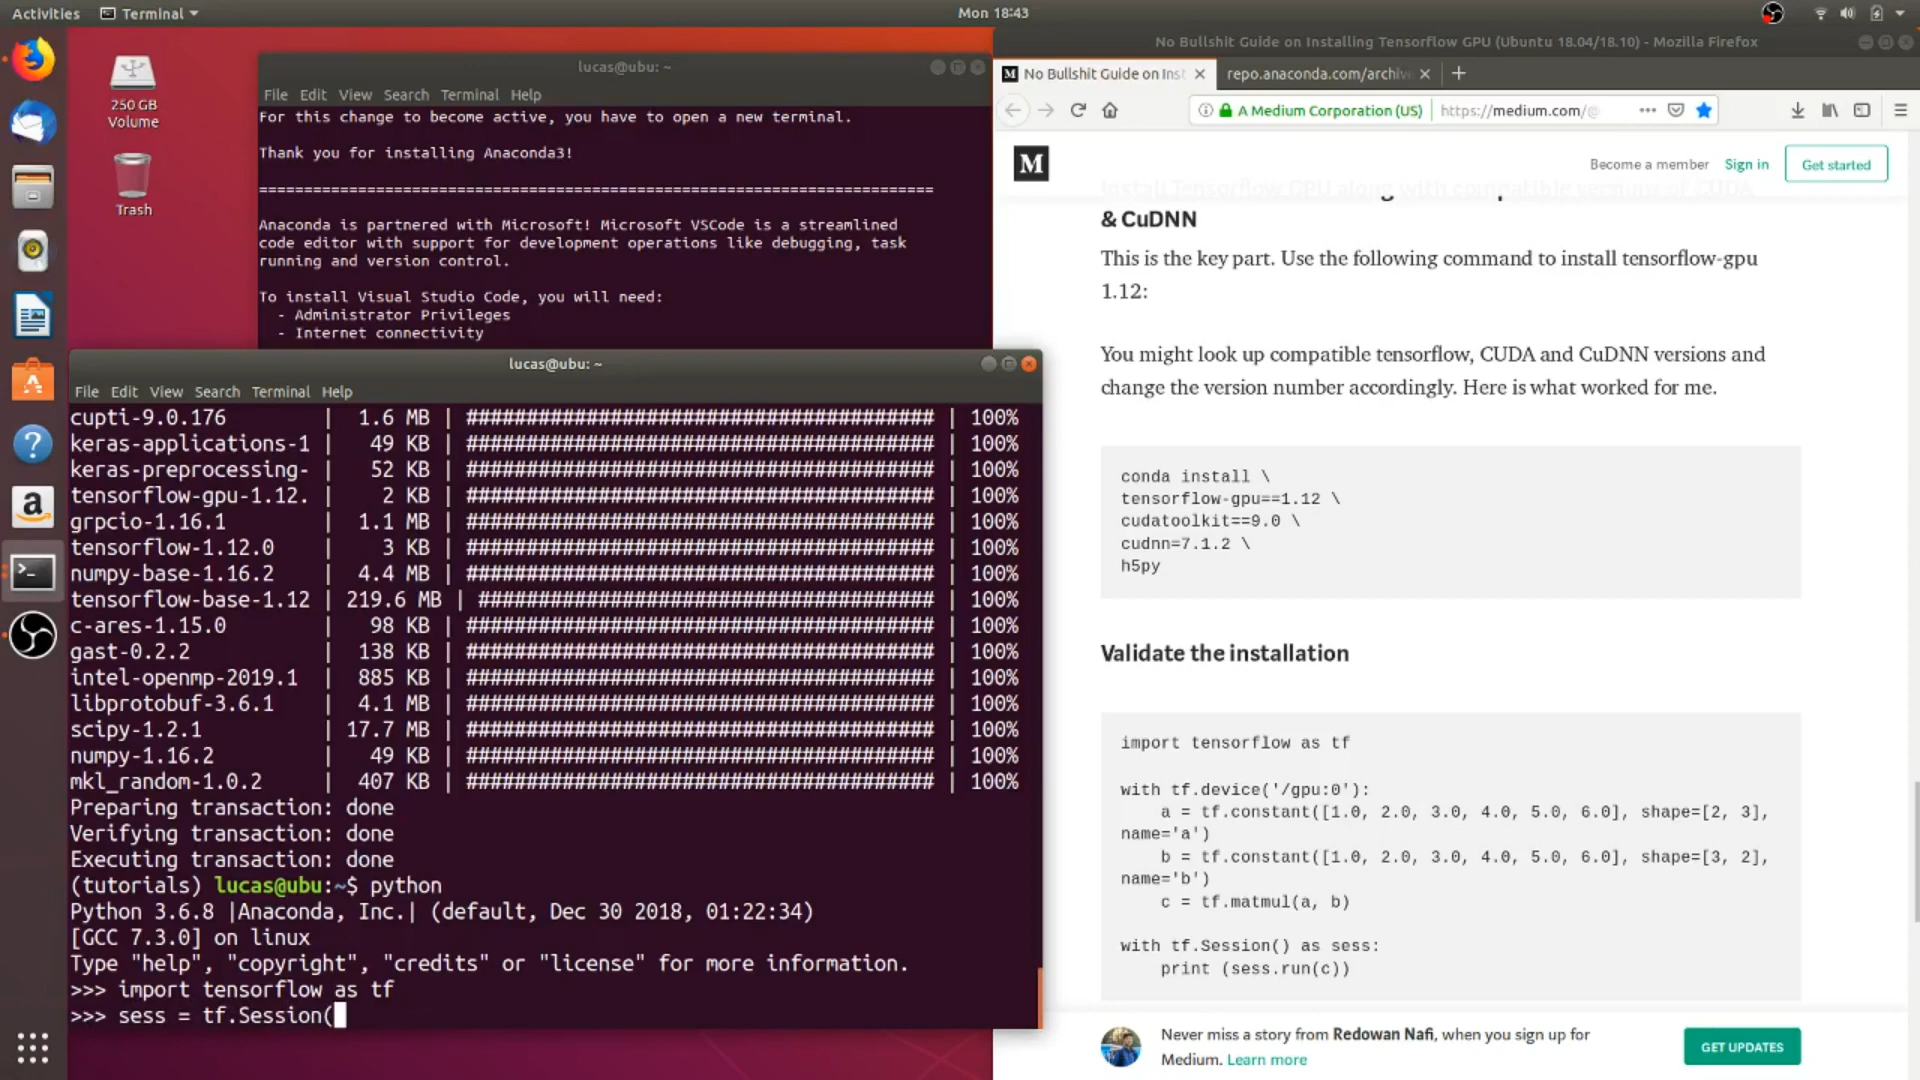 Activities
Terminal
Mon 18:43
250 GB
Volume
Trash
lucas@ubu: ~
File Edit View Search Terminal Help
For this change to become active, you have to open a new terminal.
Thank you for installing Anaconda3!
===========================================================================
Anaconda is partnered with Microsoft! Microsoft VSCode is a streamlined
code editor with support for development operations like debugging, task
running and version control.
To install Visual Studio Code, you will need:
- Administrator Privileges
- Internet connectivity
lucas@ubu: ~
File Edit View Search Terminal Help
cupti-9.0.176 | 1.6 MB | ####################################### | 100%
keras-applications-1 | 49 KB | ####################################### | 100%
keras-preprocessing- | 52 KB | ####################################### | 100%
tensorflow-gpu-1.12. | 2 KB | ####################################### | 100%
grpcio-1.16.1 | 1.1 MB | ####################################### | 100%
tensorflow-1.12.0 | 3 KB | ####################################### | 100%
numpy-base-1.16.2 | 4.4 MB | ####################################### | 100%
tensorflow-base-1.12 | 219.6 MB | ###################################### | 100%
c-ares-1.15.0 | 98 KB | ####################################### | 100%
gast-0.2.2 | 138 KB | ####################################### | 100%
intel-openmp-2019.1 | 885 KB | ####################################### | 100%
libprotobuf-3.6.1 | 4.1 MB | ####################################### | 100%
scipy-1.2.1 | 17.7 MB | ####################################### | 100%
numpy-1.16.2 | 49 KB | ####################################### | 100%
mkl_random-1.0.2 | 407 KB | ####################################### | 100%
Preparing transaction: done
Verifying transaction: done
Executing transaction: done
(tutorials) lucas@ubu:~$ python
Python 3.6.8 |Anaconda, Inc.| (default, Dec 30 2018, 01:22:34)
[GCC 7.3.0] on linux
Type "help", "copyright", "credits" or "license" for more information.
>>> import tensorflow as tf
>>> sess = tf.Session(
No Bullshit Guide on Installing Tensorflow GPU (Ubuntu 18.04/18.10) - Mozilla Firefox
No Bullshit Guide on Inst
repo.anaconda.com/archiv
A Medium Corporation (US)
https://medium.com/@
M
Become a member Sign in Get started
Install Tensorflow GPU along with compatible versions of CUDA
& CuDNN
This is the key part. Use the following command to install tensorflow-gpu
1.12:
You might look up compatible tensorflow, CUDA and CuDNN versions and
change the version number accordingly. Here is what worked for me.
conda install \
tensorflow-gpu==1.12 \
cudatoolkit==9.0 \
cudnn=7.1.2 \
h5py
Validate the installation
import tensorflow as tf
with tf.device('/gpu:0'):
a = tf.constant([1.0, 2.0, 3.0, 4.0, 5.0, 6.0], shape=[2, 3],
name='a')
b = tf.constant([1.0, 2.0, 3.0, 4.0, 5.0, 6.0], shape=[3, 2],
name='b')
c = tf.matmul(a, b)
with tf.Session() as sess:
print (sess.run(c))
Never miss a story from Redowan Nafi, when you sign up for
Medium. Learn more
GET UPDATES